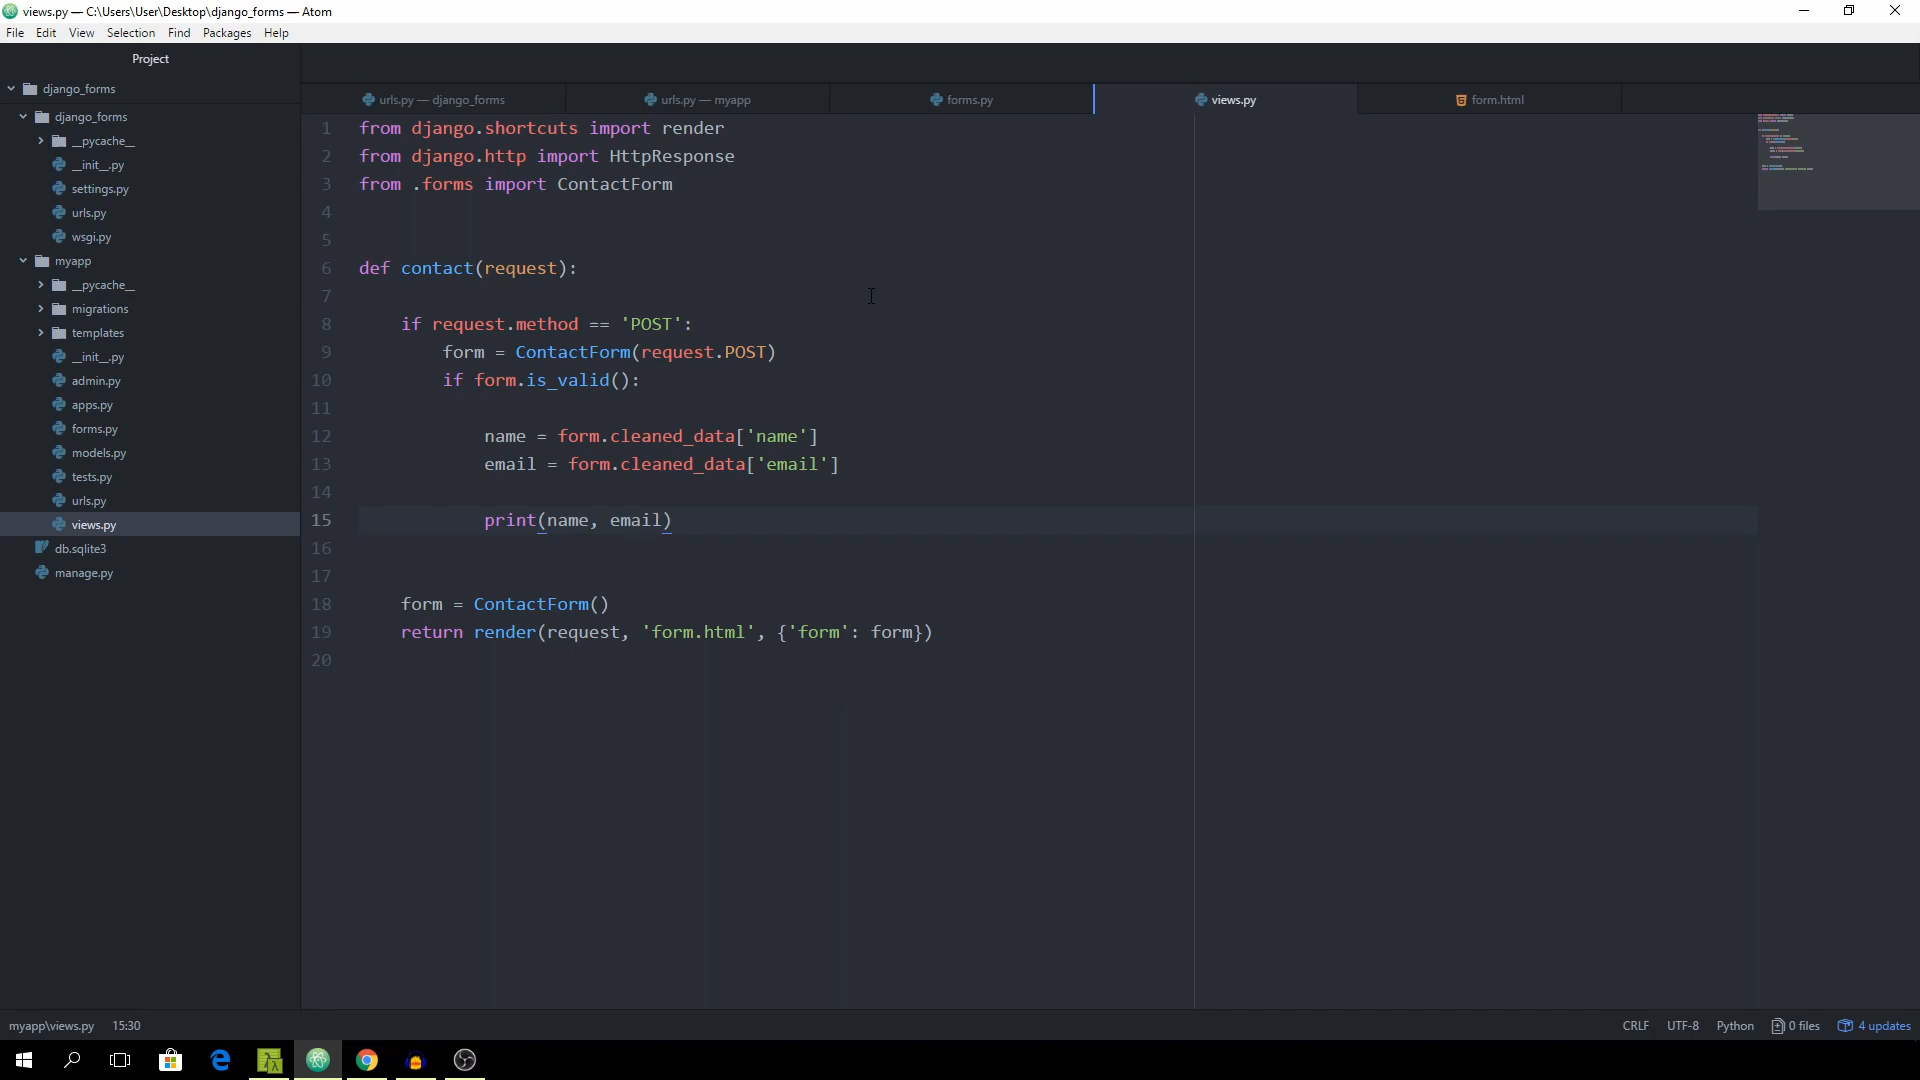 views.py — C:\Users\User\Desktop\django_forms — Atom
File Edit View Selection Find Packages Help
Project
django_forms
django_forms
__pycache__
__init__.py
settings.py
urls.py
wsgi.py
myapp
__pycache__
migrations
templates
__init__.py
admin.py
apps.py
forms.py
models.py
tests.py
urls.py
views.py
db.sqlite3
manage.py
urls.py — django_forms urls.py — myapp forms.py views.py form.html
1 from django.shortcuts import render
2 from django.http import HttpResponse
3 from .forms import ContactForm
4
5
6 def contact(request):
7
8     if request.method == 'POST':
9         form = ContactForm(request.POST)
10         if form.is_valid():
11
12             name = form.cleaned_data['name']
13             email = form.cleaned_data['email']
14
15             print(name, email)
16
17
18     form = ContactForm()
19     return render(request, 'form.html', {'form': form})
20
myapp\views.py 15:30 CRLF UTF-8 Python 0 files 4 updates